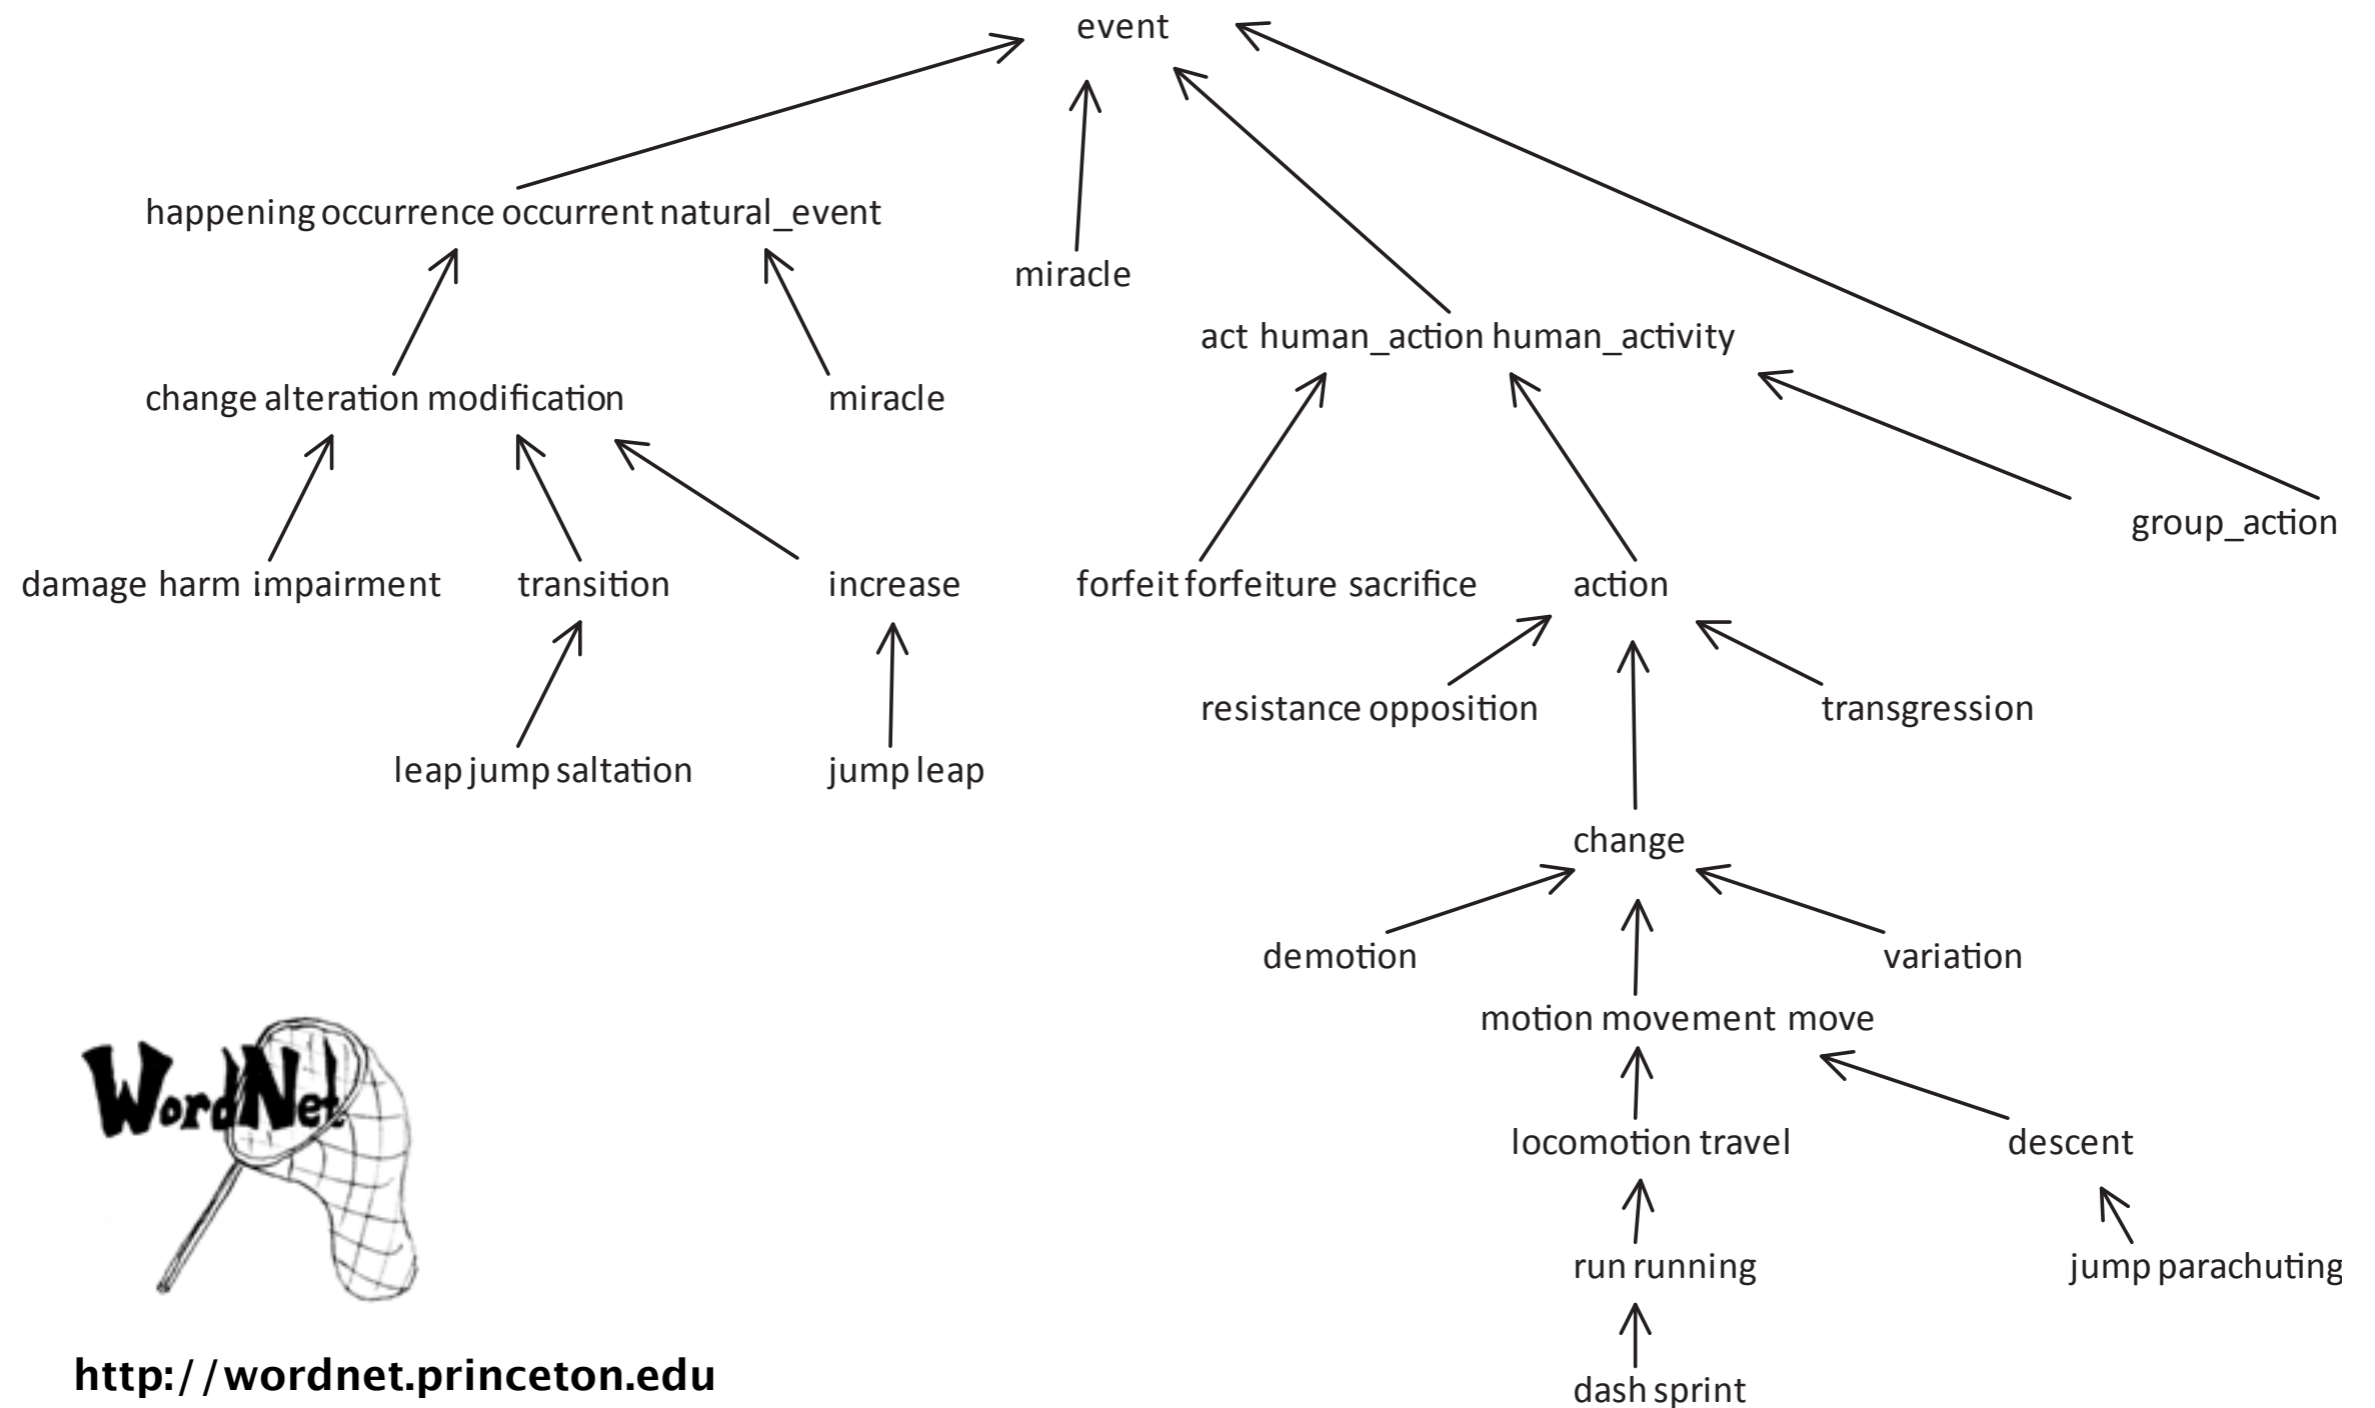 event
happening occurrence occurrent natural_event
miracle
act human_action human_activity
change alteration modification
miracle
group_action
damage harm impairment
transition
increase
forfeit forfeiture sacrifice
action
resistance opposition
transgression
leap jump saltation
jump leap
change
demotion
variation
motion movement move
WordNet
locomotion travel
descent
run running
jump parachuting
http://wordnet.princeton.edu
dash sprint